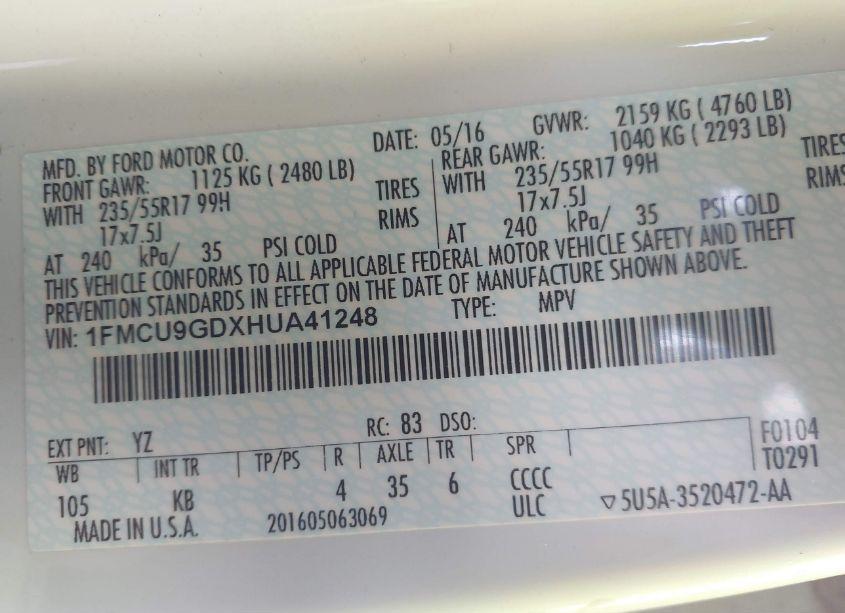 MFD. BY FORD MOTOR CO. DATE: 05/16 GVWR: 2159 KG ( 4760 LB)
FRONT GAWR: 1125 KG ( 2480 LB) REAR GAWR: 1040 KG ( 2293 LB)
WITH 235/55R17 99H TIRES WITH 235/55R17 99H TIRES
17x7.5J RIMS 17x7.5J RIMS
AT 240 kPa/ 35 PSI COLD AT 240 kPa/ 35 PSI COLD
THIS VEHICLE CONFORMS TO ALL APPLICABLE FEDERAL MOTOR VEHICLE SAFETY AND THEFT
PREVENTION STANDARDS IN EFFECT ON THE DATE OF MANUFACTURE SHOWN ABOVE.
VIN: 1FMCU9GDXHUA41248 TYPE: MPV
EXT PNT: YZ RC: 83 DSO: F0104
WB INT TR TP/PS R AXLE TR SPR T0291
105 KB 4 35 6 CCCC
ULC ▽5U5A-3520472-AA
MADE IN U.S.A. 201605063069